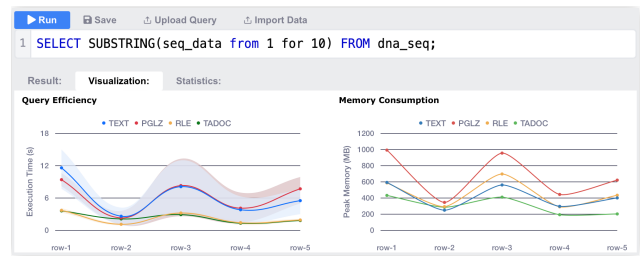 Run Save Upload Query Import Data
1 SELECT SUBSTRING(seq_data from 1 for 10) FROM dna_seq;
Result: Visualization: Statistics:
Query Efficiency
TEXT PGLZ RLE TADOC
Execution Time (s)
18
12
6
0
row-1 row-2 row-3 row-4 row-5
Memory Consumption
TEXT PGLZ RLE TADOC
Peak Memory (MB)
1200
1000
800
600
400
200
0
row-1 row-2 row-3 row-4 row-5